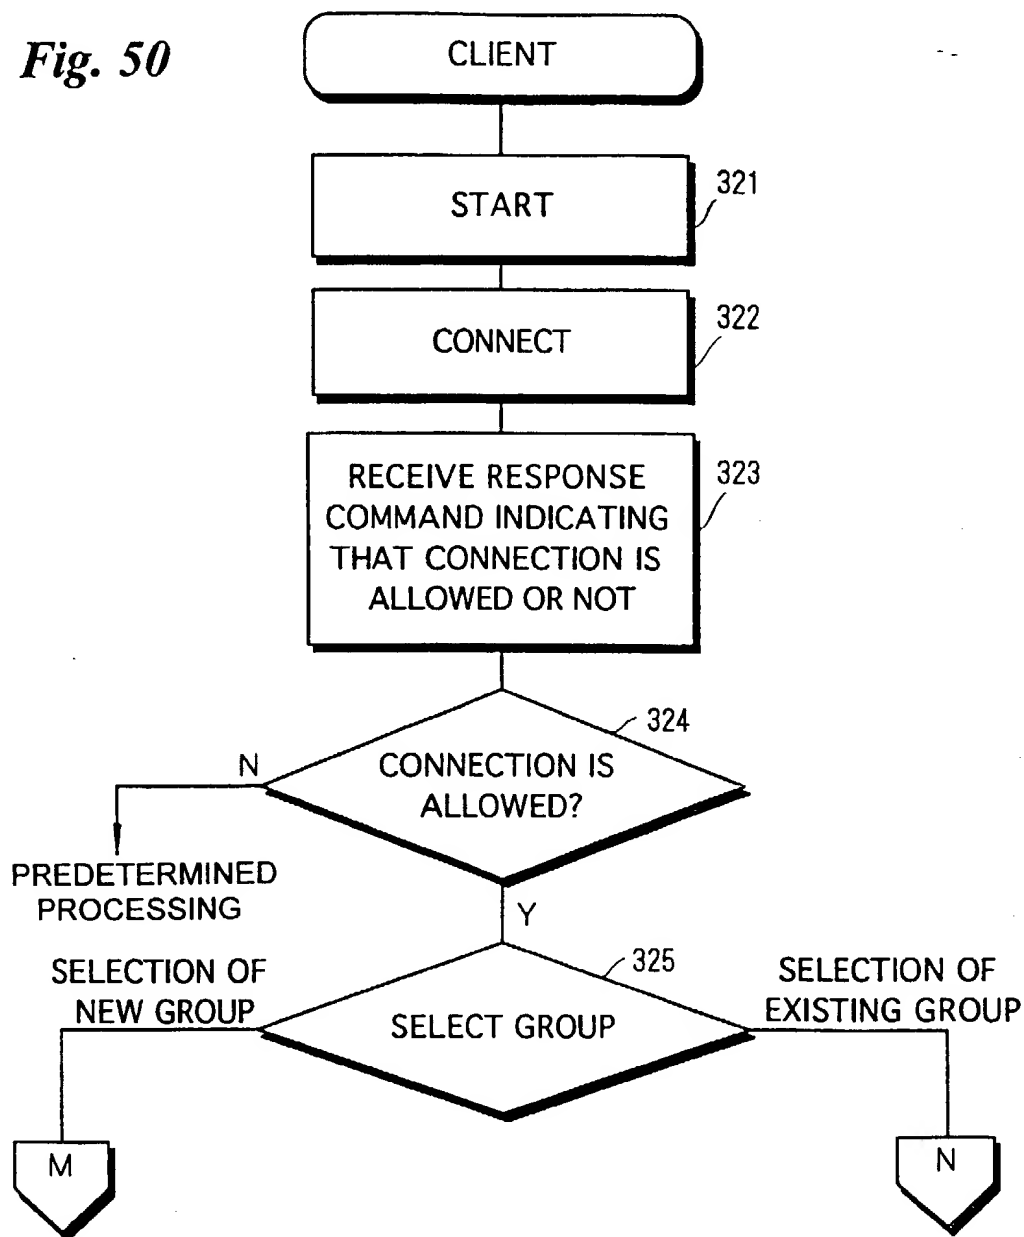 Fig. 50
CLIENT
START
321
CONNECT
322
RECEIVE RESPONSE
COMMAND INDICATING
THAT CONNECTION IS
ALLOWED OR NOT
323
324
CONNECTION IS
ALLOWED?
N
PREDETERMINED
PROCESSING
Y
325
SELECT GROUP
SELECTION OF
NEW GROUP
SELECTION OF
EXISTING GROUP
M
N